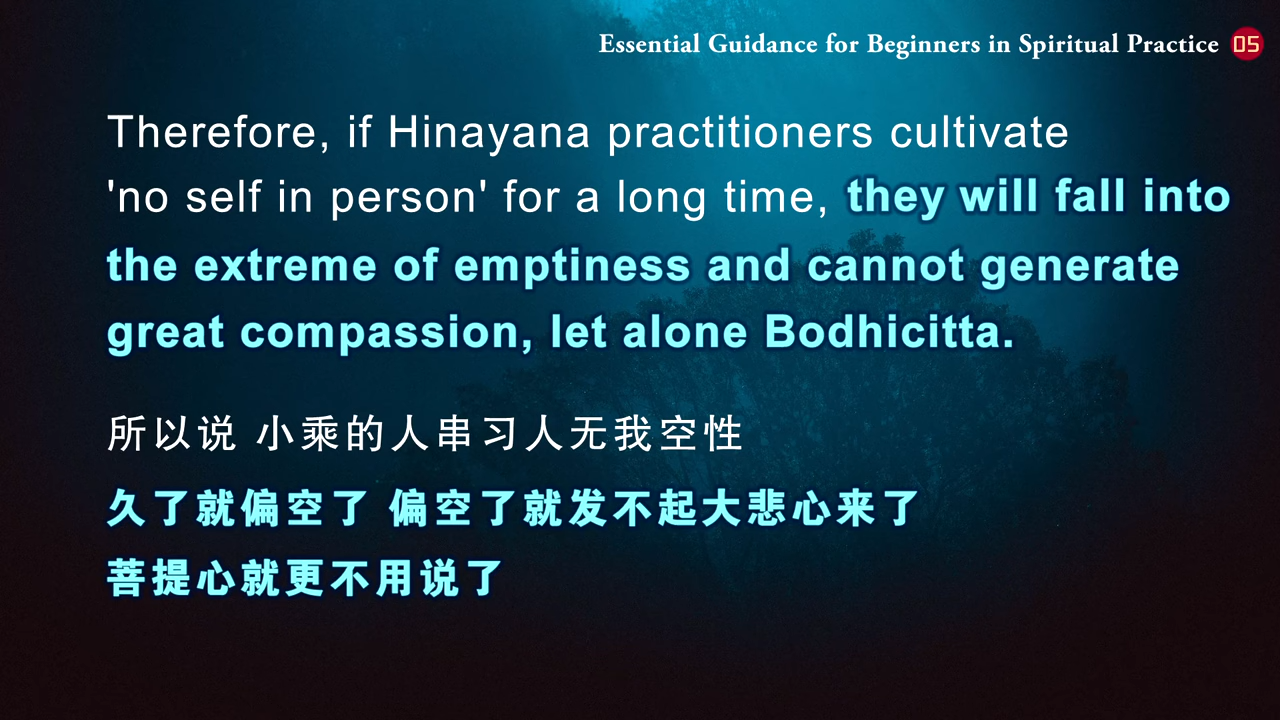 Essential Guidance for Beginners in Spiritual Practice 05
Therefore, if Hinayana practitioners cultivate
'no self in person' for a long time, they will fall into
the extreme of emptiness and cannot generate
great compassion, let alone Bodhicitta.
所以说 小乘的人串习人无我空性
久了就偏空了 偏空了就发不起大悲心来了
菩提心就更不用说了